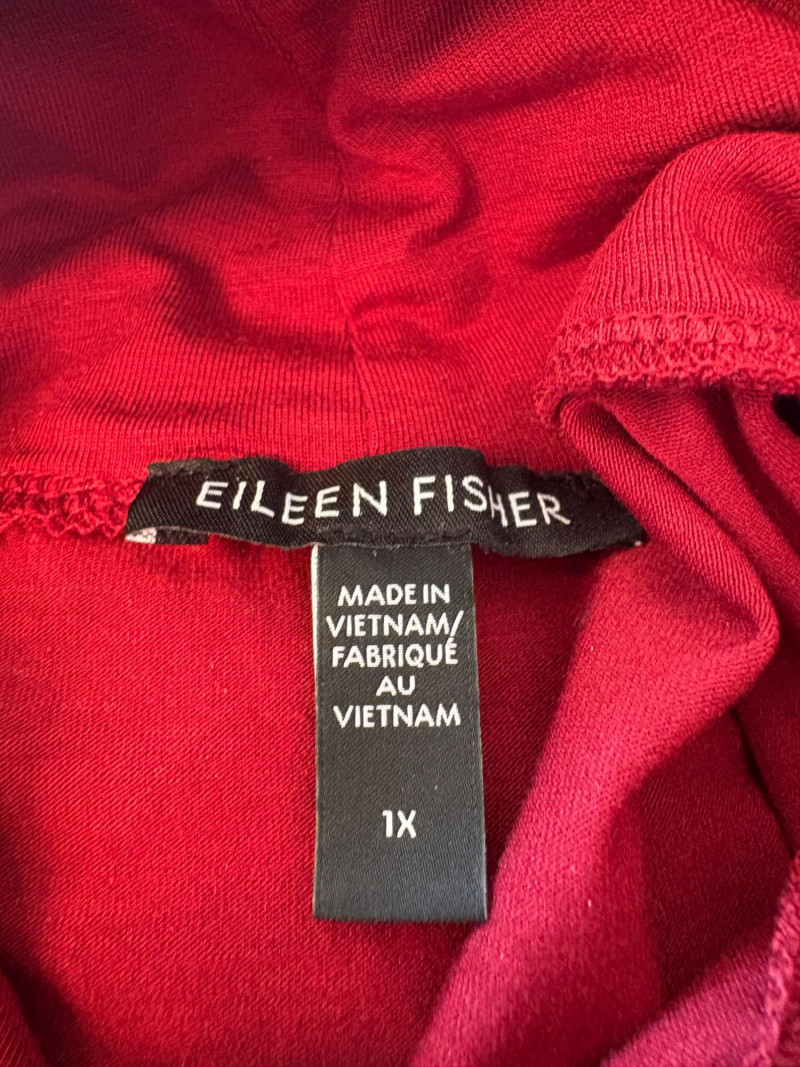 EILEEN FISHER
MADE IN
VIETNAM/
FABRIQUÉ
AU
VIETNAM
1X